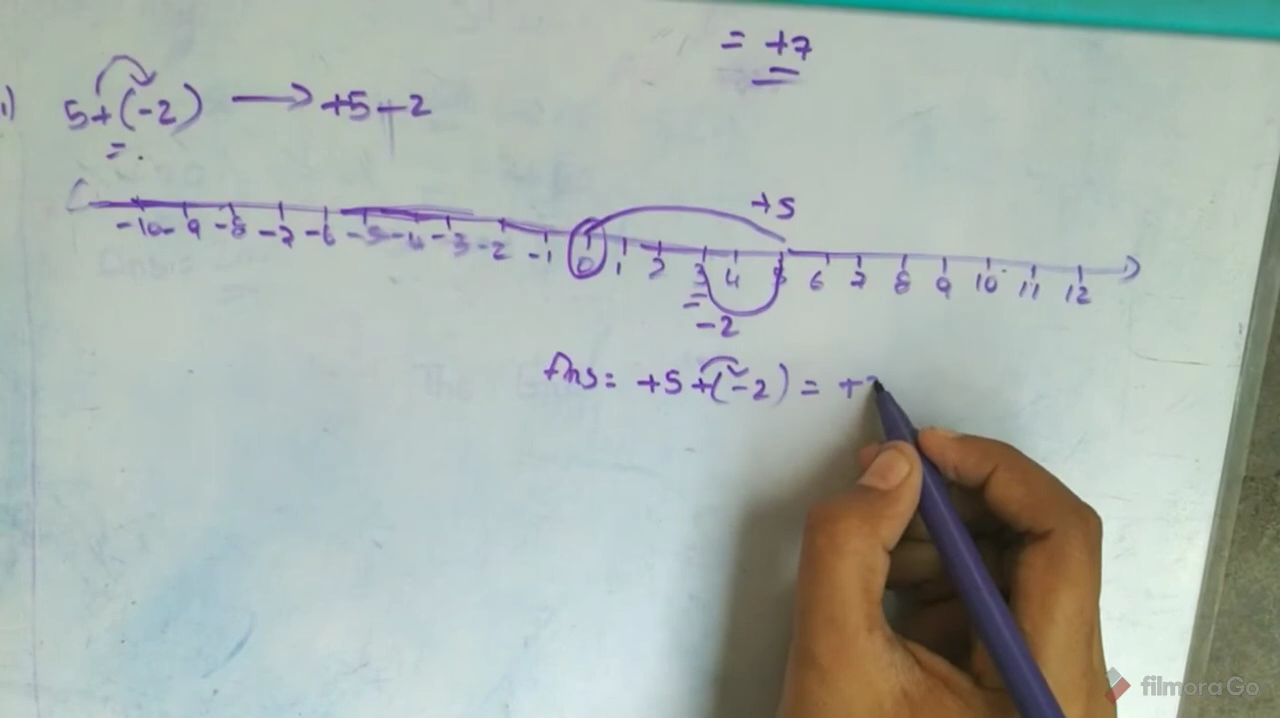 = +7
1) 5+(-2) → +5-2
=.
+5
-10 -9 -8 -7 -6 -5 -4 -3 -2 -1 0 1 2 3 4 5 6 7 8 9 10 11 12
=
-2
Ans: +5+(-2) = +
filmora Go